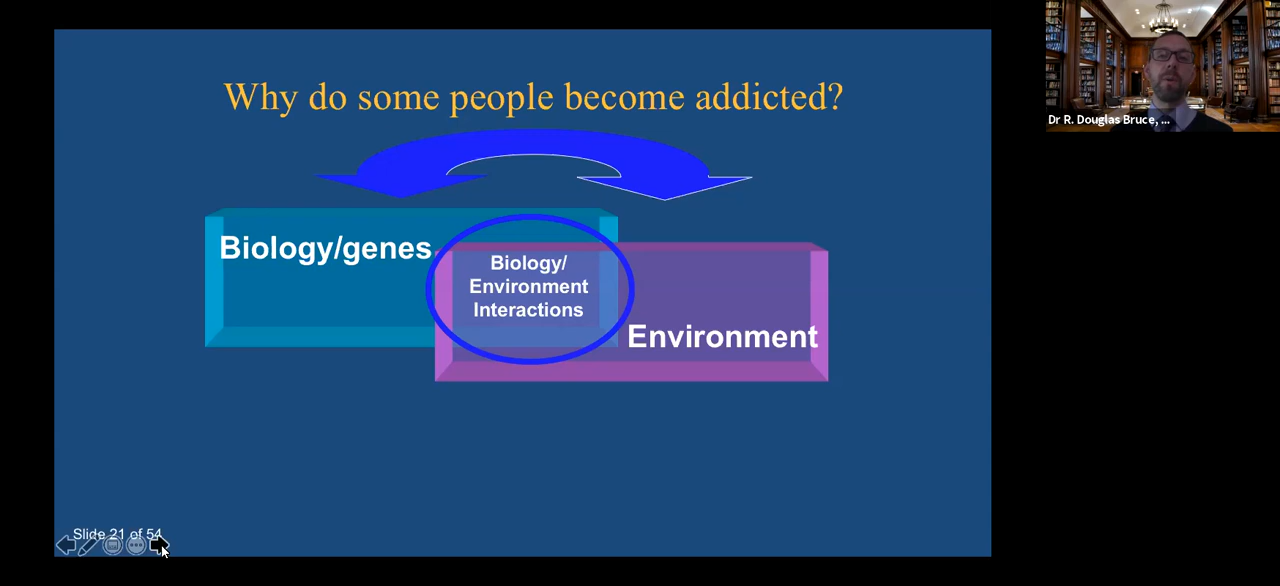 Why do some people become addicted?
Biology/genes
Biology/
Environment
Interactions
Environment
Slide 21 of 54
Dr R. Douglas Bruce, ...